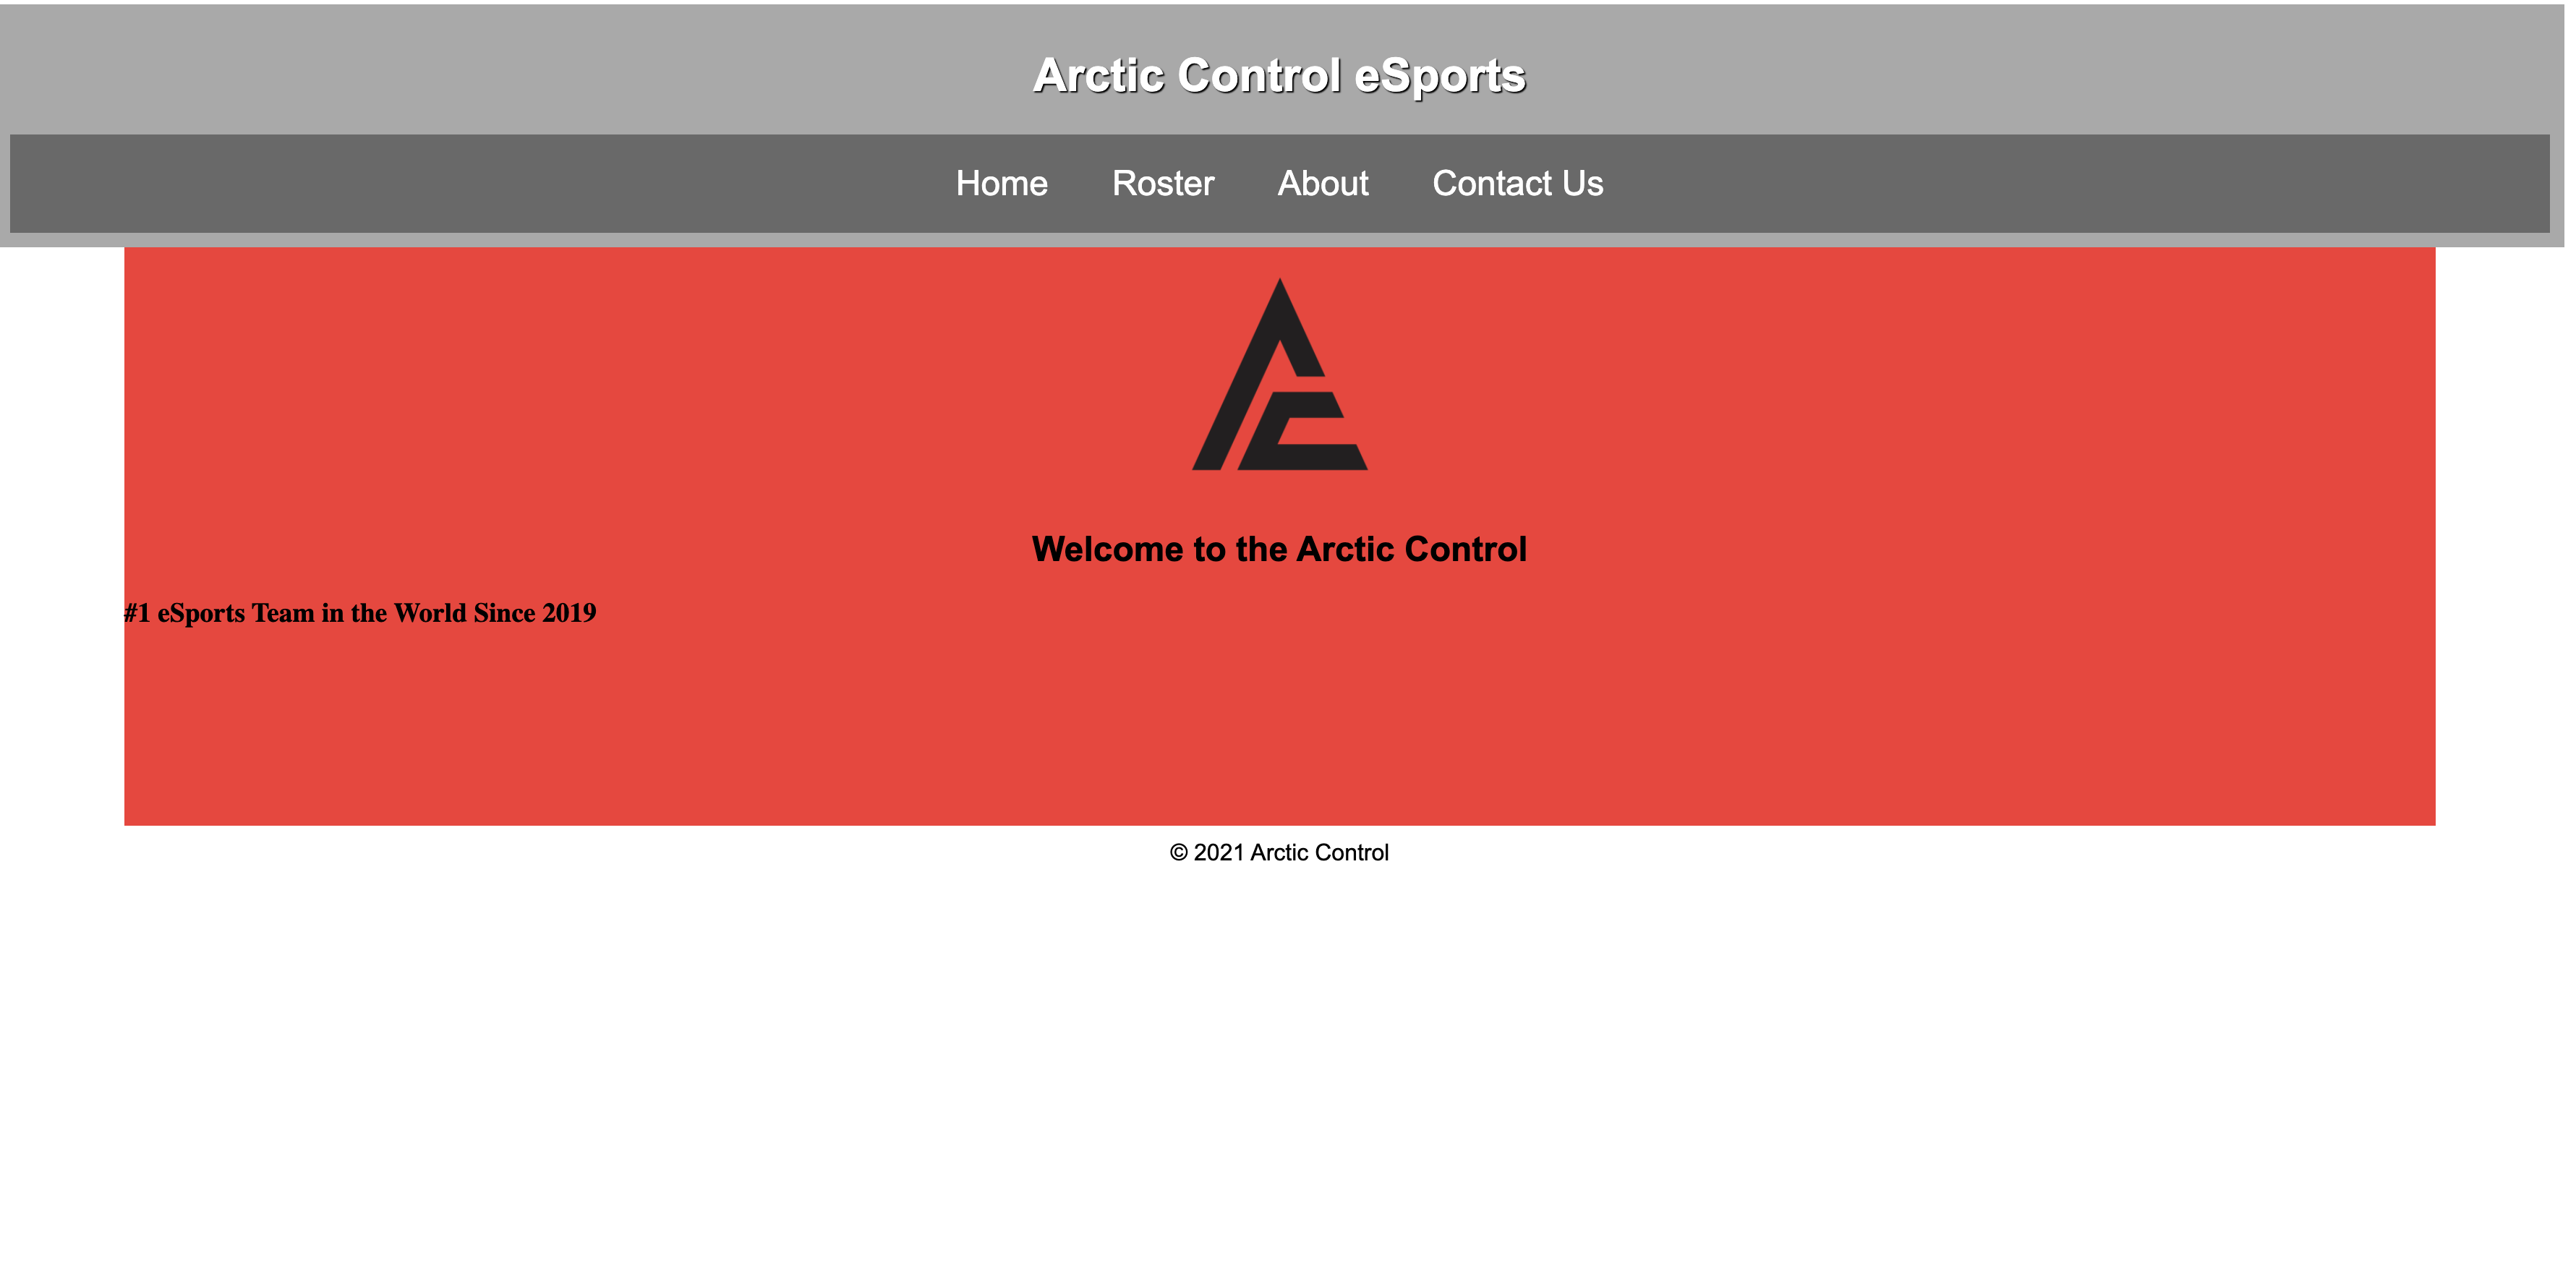 Arctic Control eSports
Home Roster About Contact Us
Welcome to the Arctic Control
#1 eSports Team in the World Since 2019
© 2021 Arctic Control